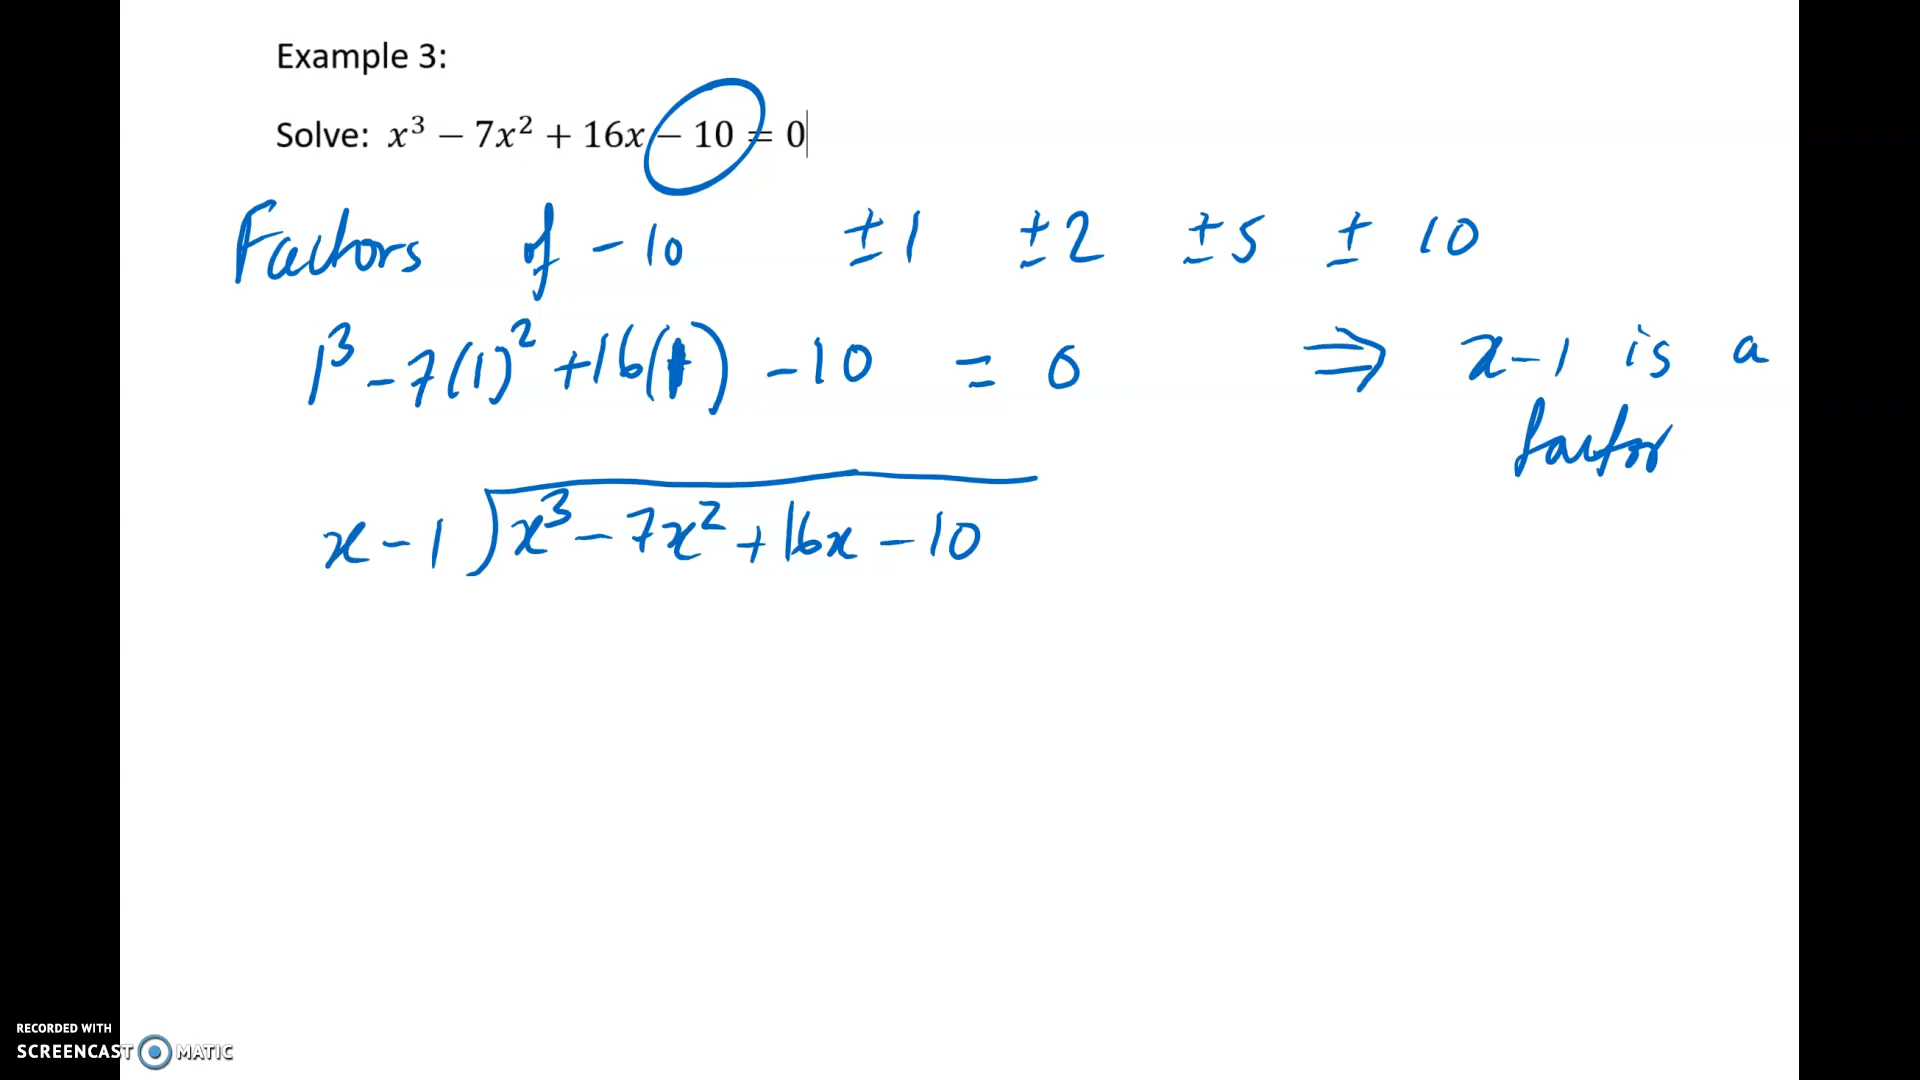 Example 3:
Solve: x³ − 7x² + 16x − 10 = 0
Factors of −10 ±1 ±2 ±5 ±10
1³ − 7(1)² + 16(1) − 10 = 0 ⇒ x−1 is a
factor
x − 1 ) x³ − 7x² + 16x − 10
RECORDED WITH
SCREENCAST MATIC